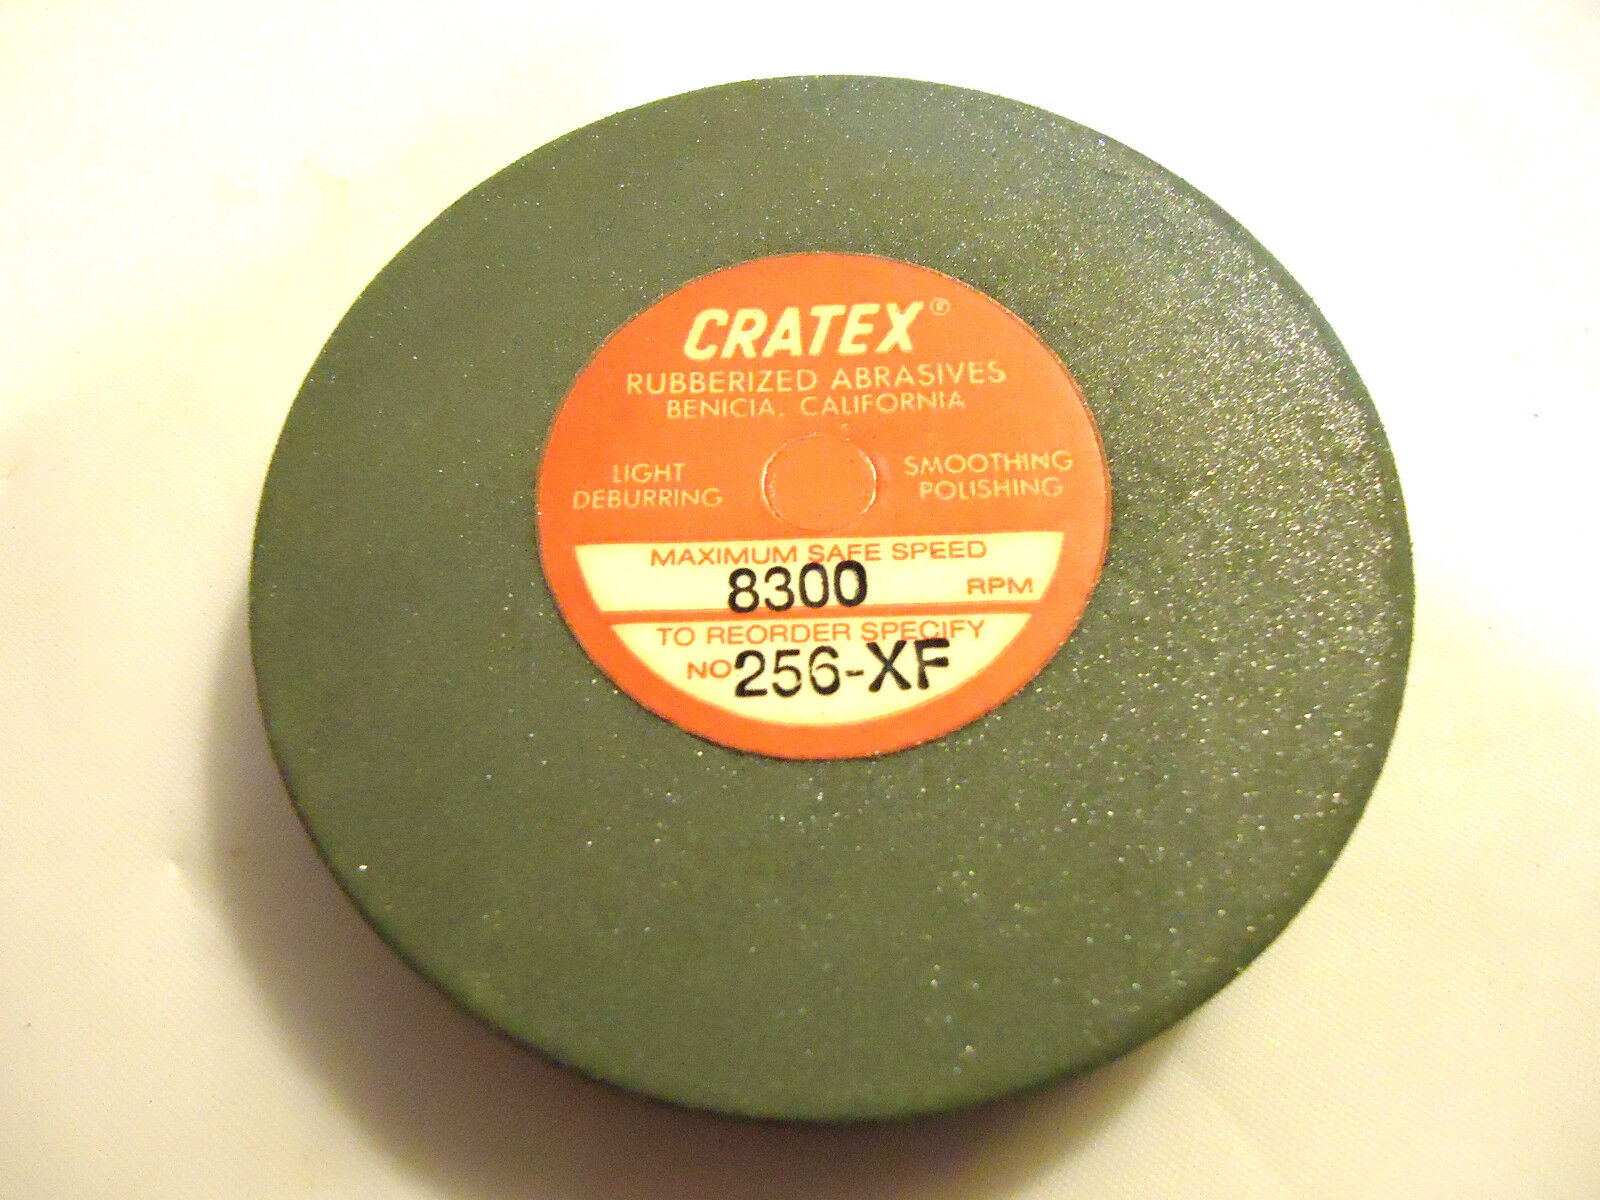 CRATEX®
RUBBERIZED ABRASIVES
BENICIA, CALIFORNIA
LIGHT
DEBURRING
SMOOTHING
POLISHING
MAXIMUM SAFE SPEED
8300 RPM
TO REORDER SPECIFY
NO 256-XF